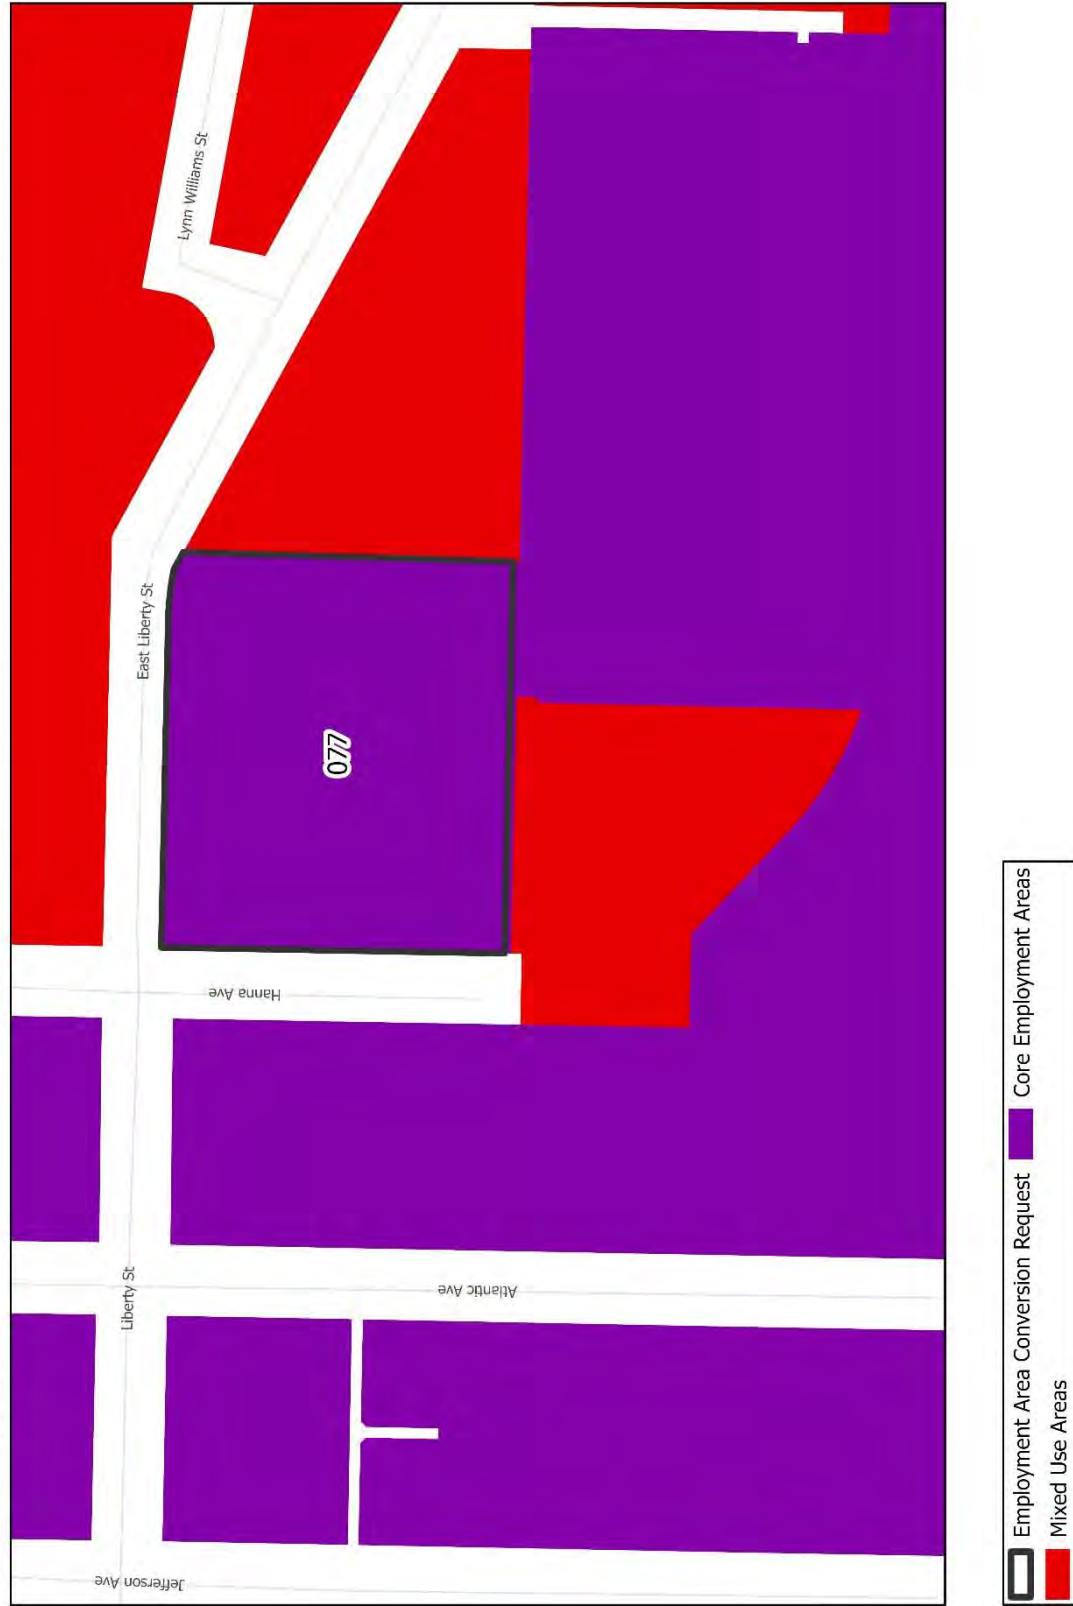 Lynn Williams St
East Liberty St
077
Hanna Ave
Liberty St
Atlantic Ave
Jefferson Ave
Employment Area Conversion Request
Core Employment Areas
Mixed Use Areas